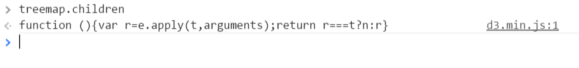 > treemap.children
< function (){var r=e.apply(t,arguments);return r===t?n:r} d3.min.js:1
>